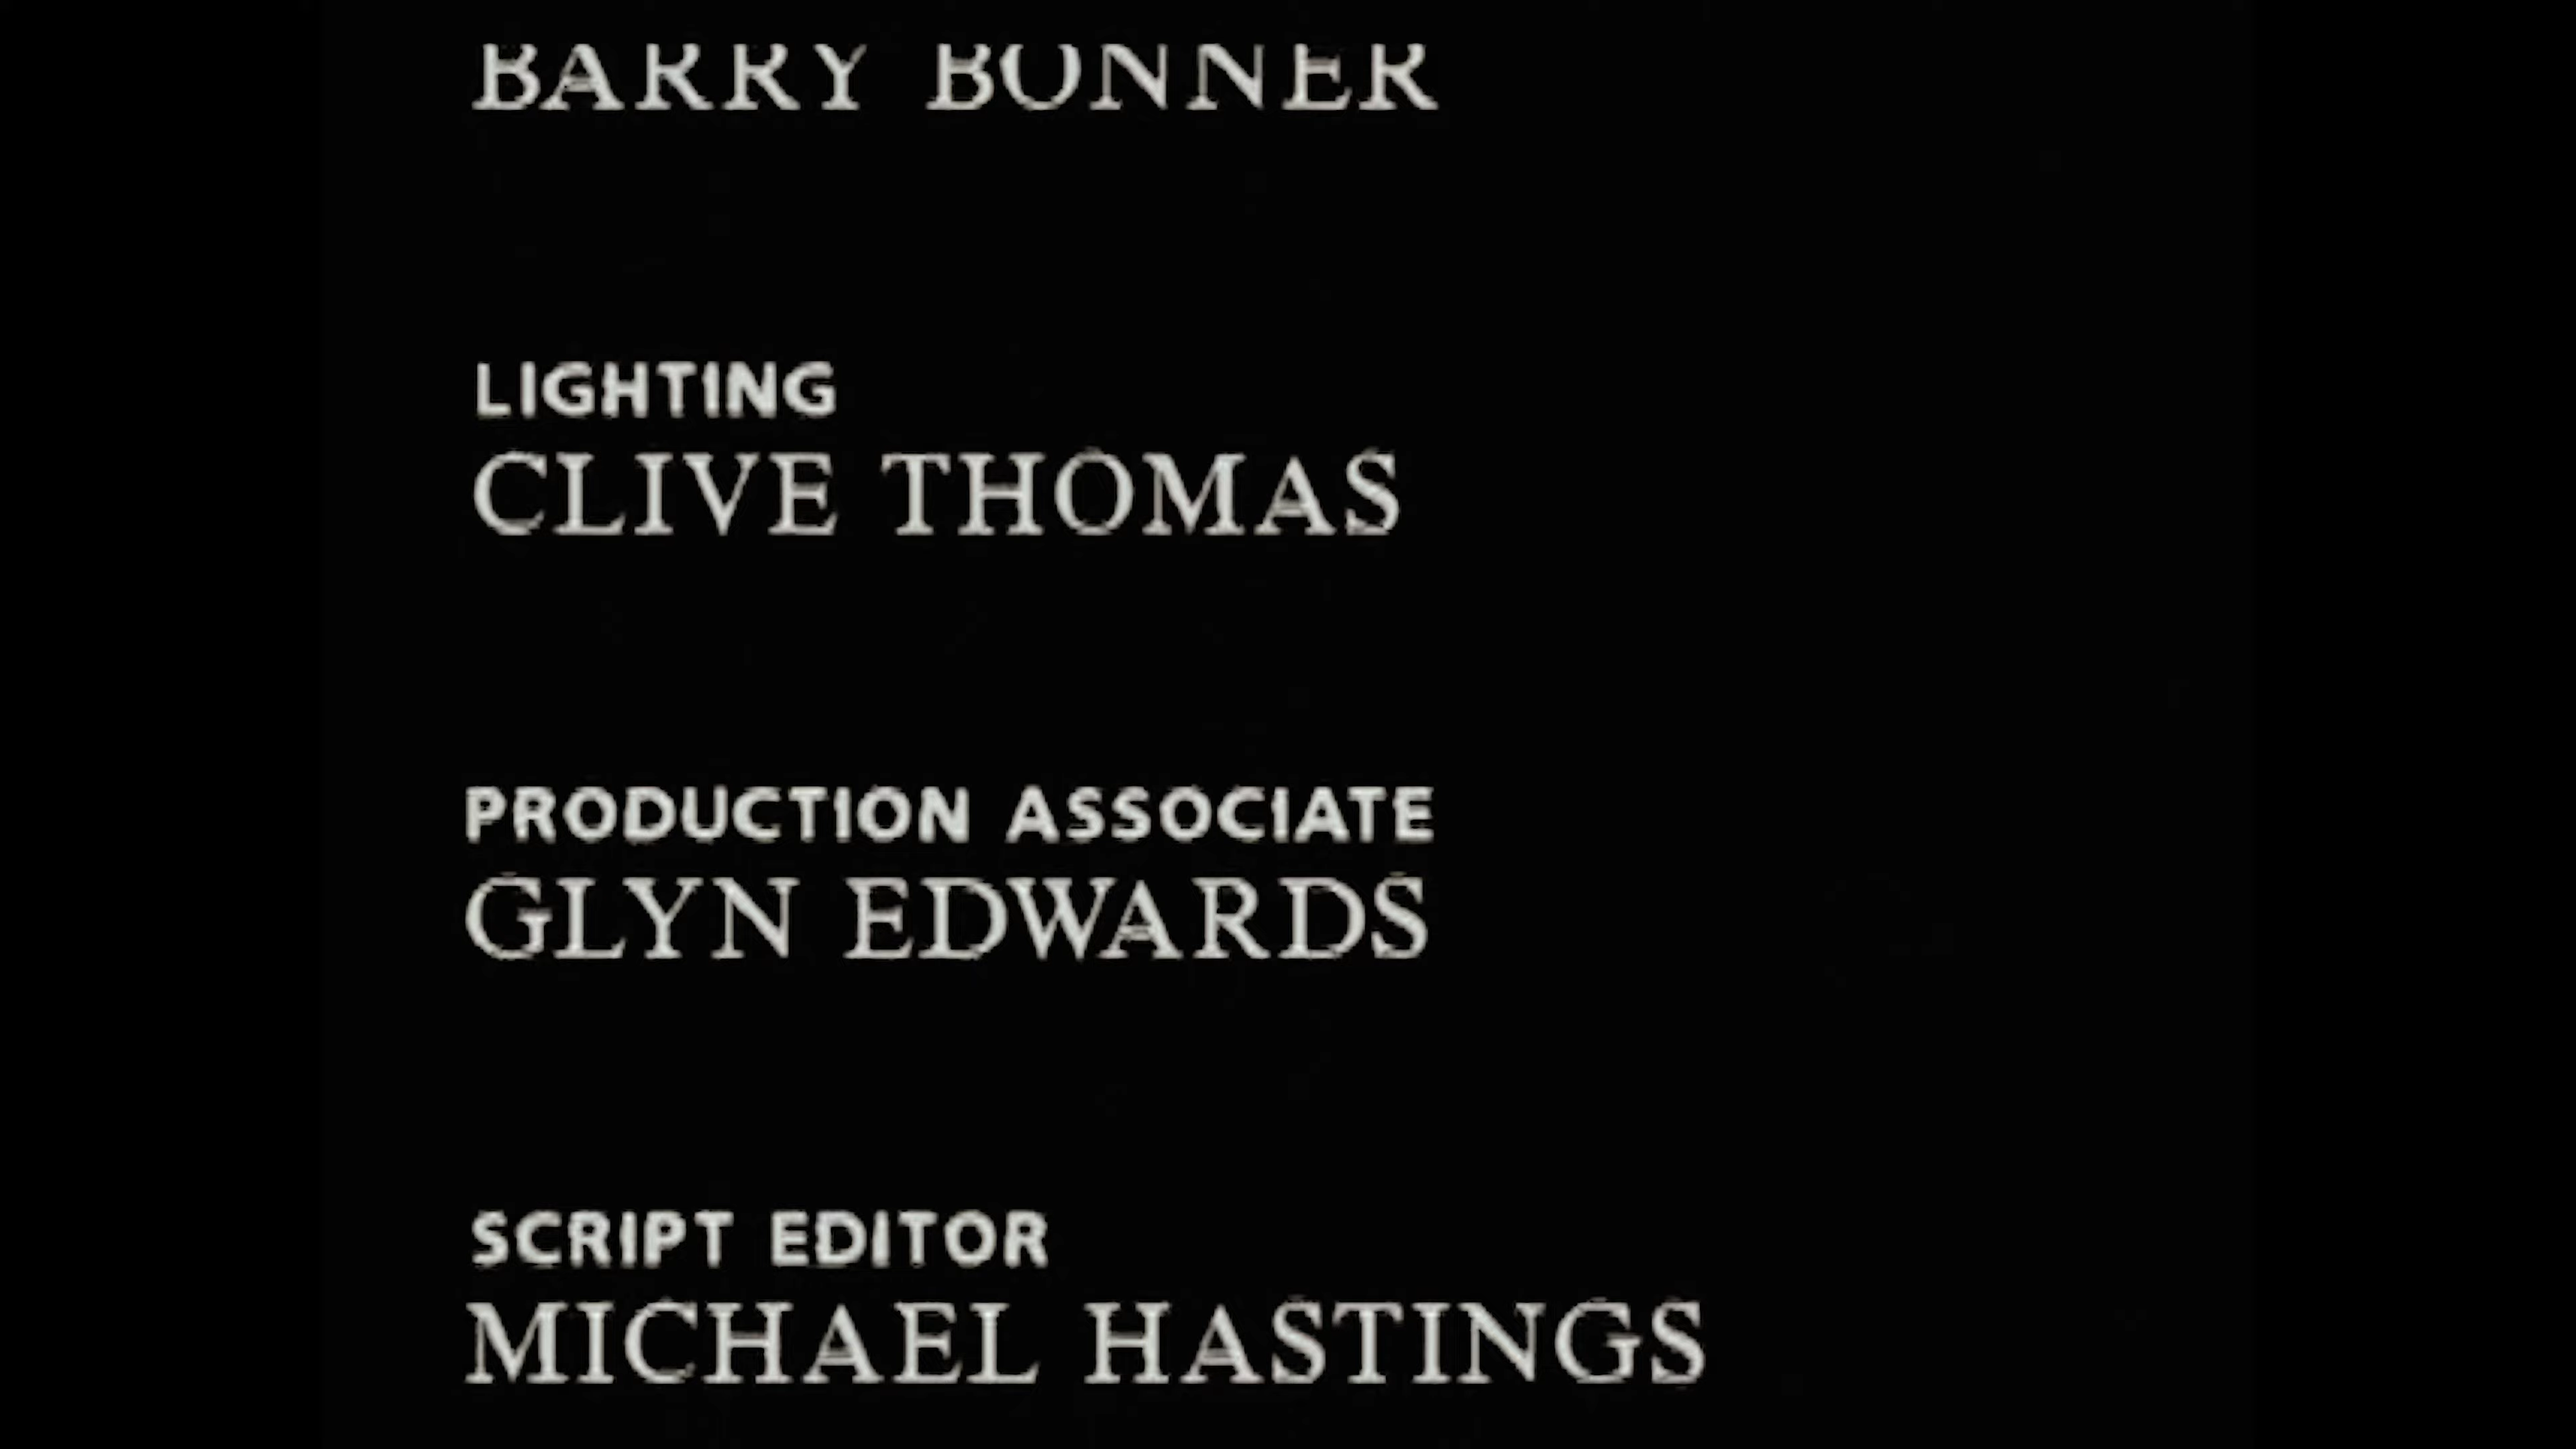 BARRY BONNER
LIGHTING
CLIVE THOMAS
PRODUCTION ASSOCIATE
GLYN EDWARDS
SCRIPT EDITOR
MICHAEL HASTINGS